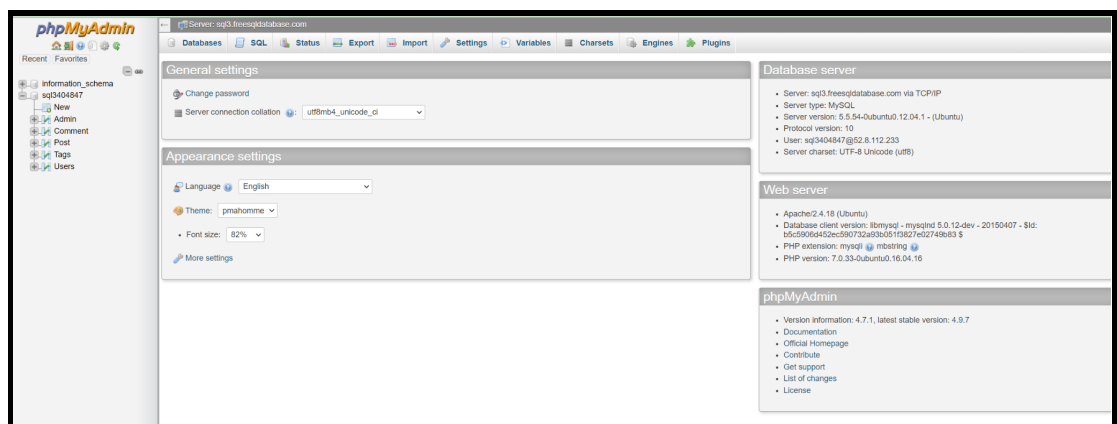 phpMyAdmin
Recent Favorites
information_schema
sql3404847
New
Admin
Comment
Post
Tags
Users
Server: sql3.freesqldatabase.com
Databases SQL Status Export Import Settings Variables Charsets Engines Plugins
General settings
Change password
Server connection collation : utf8mb4_unicode_ci
Appearance settings
Language English
Theme: pmahomme
• Font size: 82%
More settings
Database server
• Server: sql3.freesqldatabase.com via TCP/IP
• Server type: MySQL
• Server version: 5.5.54-0ubuntu0.12.04.1 - (Ubuntu)
• Protocol version: 10
• User: sql3404847@52.8.112.233
• Server charset: UTF-8 Unicode (utf8)
Web server
• Apache/2.4.18 (Ubuntu)
• Database client version: libmysql - mysqlnd 5.0.12-dev - 20150407 - $Id:
b5c5906d452ec590732a93b051f3827e02749b83 $
• PHP extension: mysqli mbstring
• PHP version: 7.0.33-0ubuntu0.16.04.16
phpMyAdmin
• Version information: 4.7.1, latest stable version: 4.9.7
• Documentation
• Official Homepage
• Contribute
• Get support
• List of changes
• License